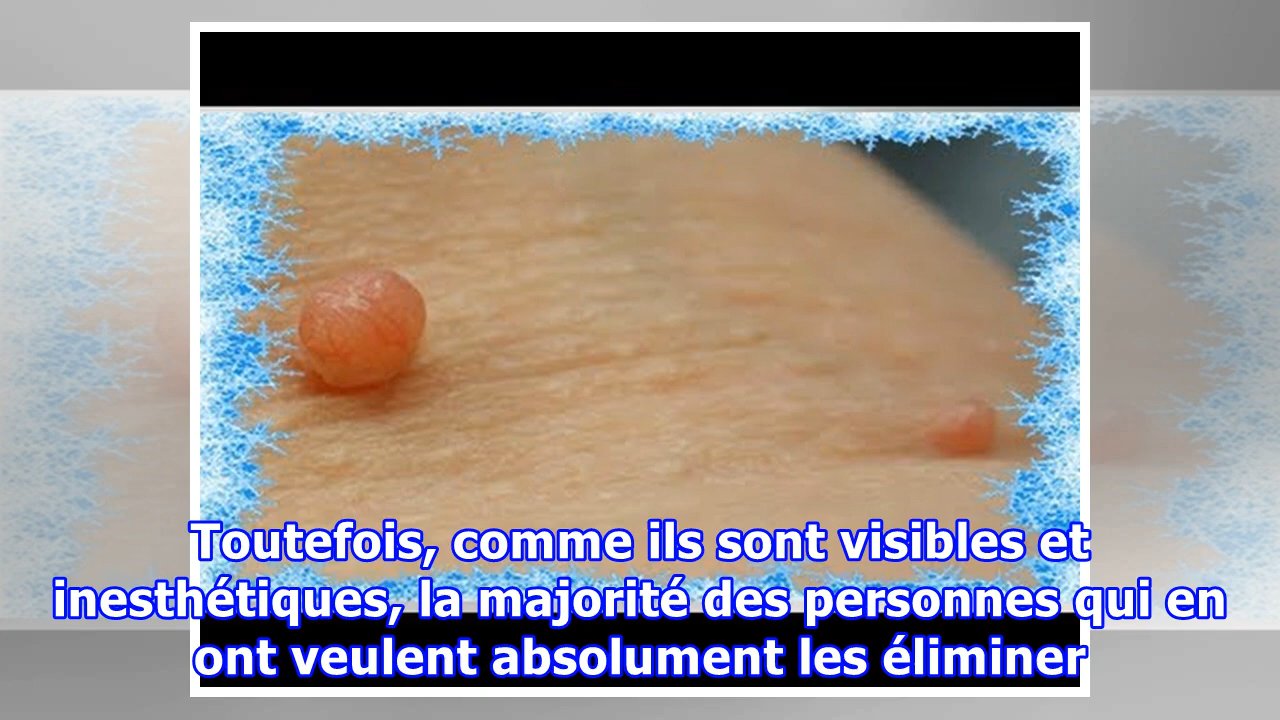 Toutefois, comme ils sont visibles et
inesthétiques, la majorité des personnes qui en
ont veulent absolument les éliminer